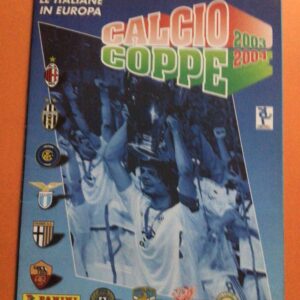 LE ITALIANE
IN EUROPA
CALCIO
COPPE
2003
2004
PANINI